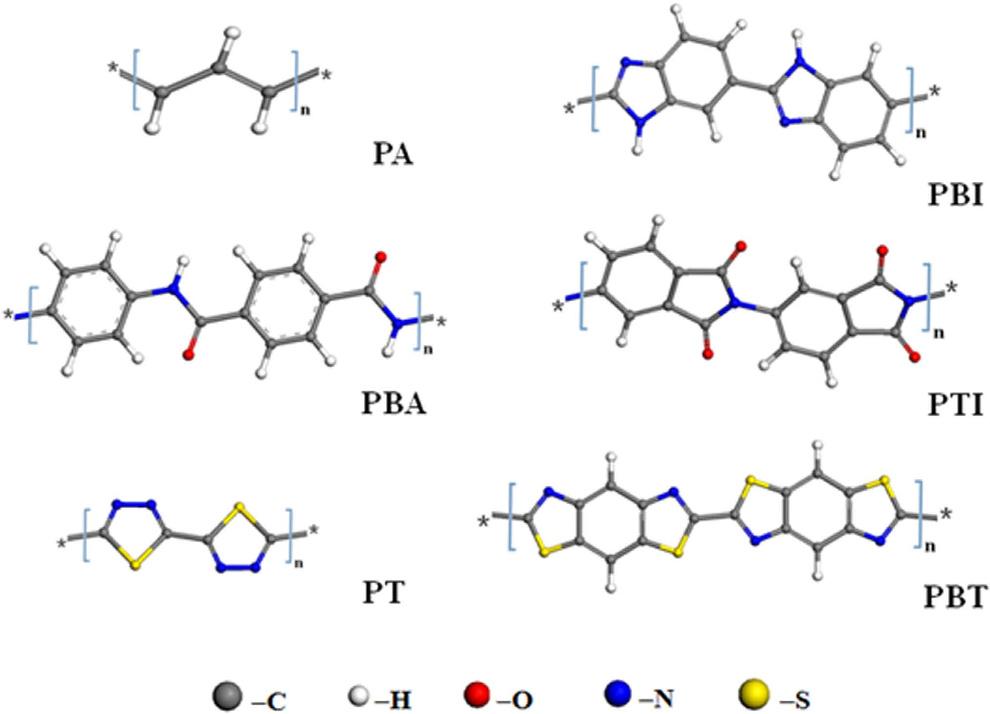 * [ ]n *
PA
* [ ]n *
PBI
* [ ]n *
PBA
* [ ]n *
PTI
* [ ]n *
PT
* [ ]n *
PBT
–C –H –O –N –S